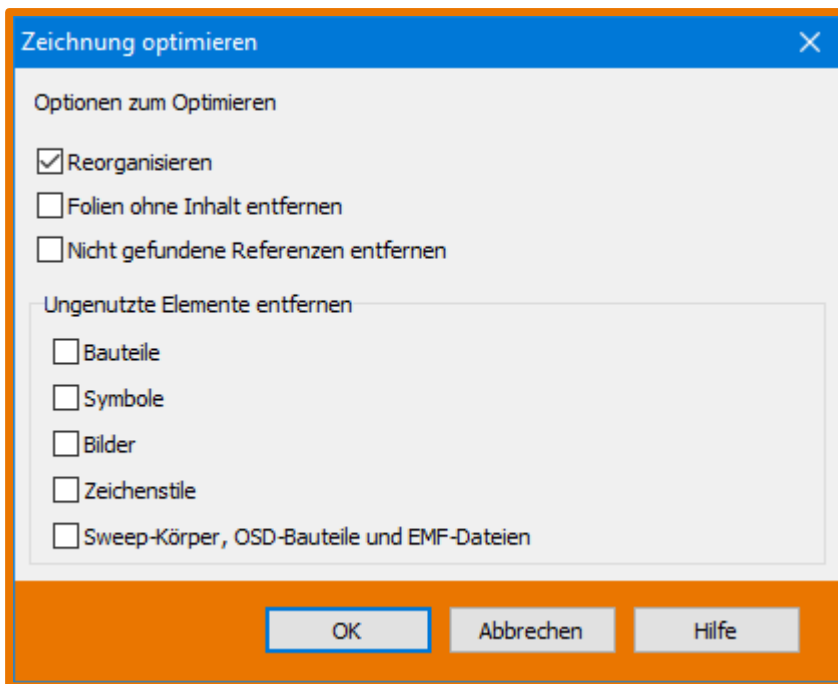 Zeichnung optimieren
Optionen zum Optimieren
Reorganisieren
Folien ohne Inhalt entfernen
Nicht gefundene Referenzen entfernen
Ungenutzte Elemente entfernen
Bauteile
Symbole
Bilder
Zeichenstile
Sweep-Körper, OSD-Bauteile und EMF-Dateien
OK Abbrechen Hilfe